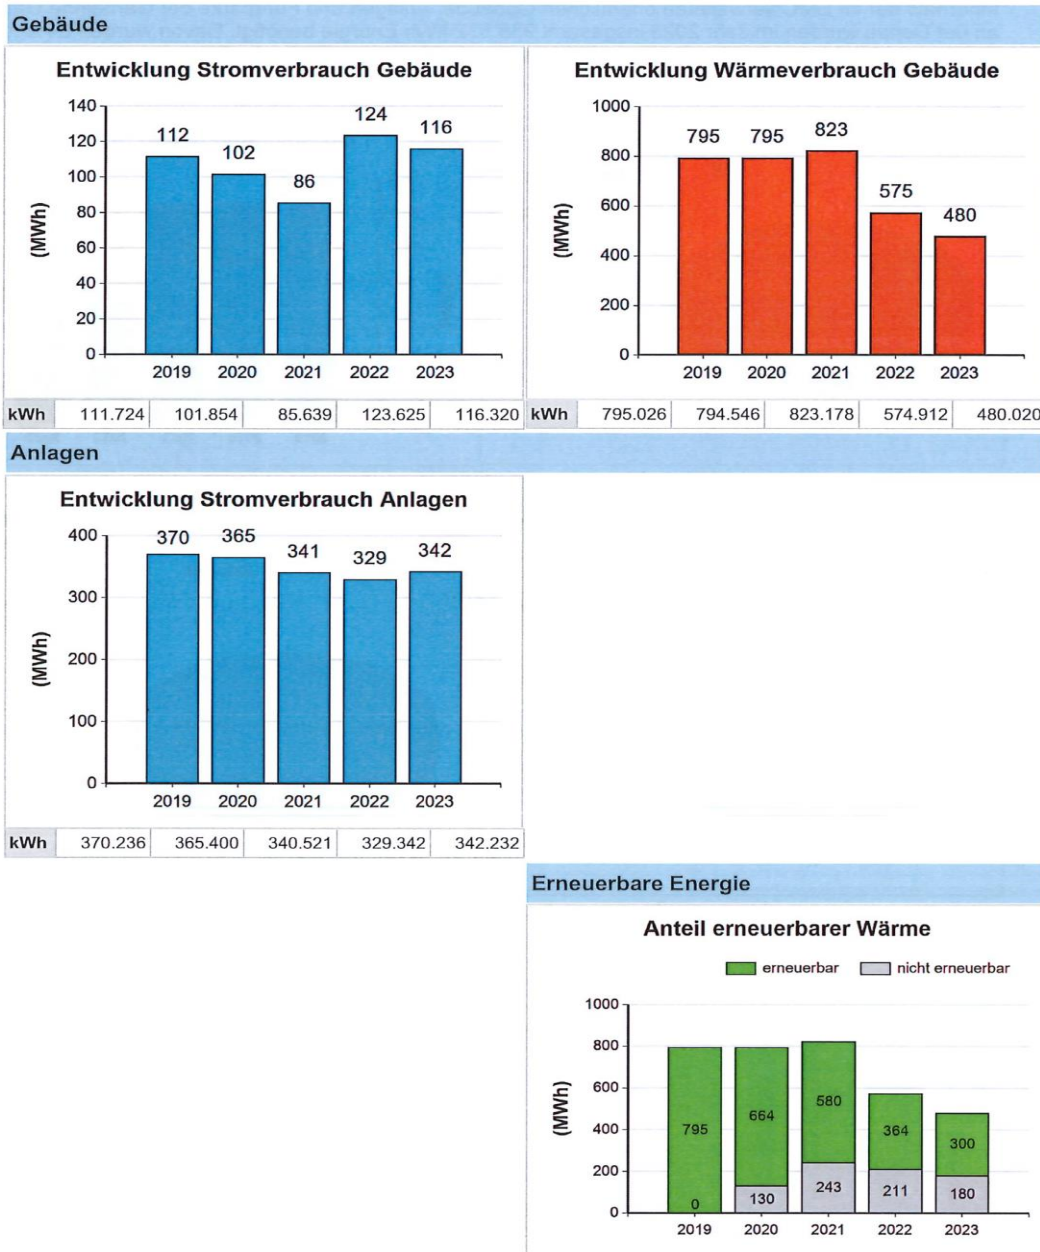 Gebäude
Entwicklung Stromverbrauch Gebäude
140
120
100
80
60
40
20
0
(MWh)
112
102
86
124
116
2019 2020 2021 2022 2023
kWh 111.724 101.854 85.639 123.625 116.320
Entwicklung Wärmeverbrauch Gebäude
1000
800
600
400
200
0
(MWh)
795
795
823
575
480
2019 2020 2021 2022 2023
kWh 795.026 794.546 823.178 574.912 480.020
Anlagen
Entwicklung Stromverbrauch Anlagen
400
300
200
100
0
(MWh)
370
365
341
329
342
2019 2020 2021 2022 2023
kWh 370.236 365.400 340.521 329.342 342.232
Erneuerbare Energie
Anteil erneuerbarer Wärme
erneuerbar nicht erneuerbar
1000
800
600
400
200
0
(MWh)
795
0
664
130
580
243
364
211
300
180
2019 2020 2021 2022 2023